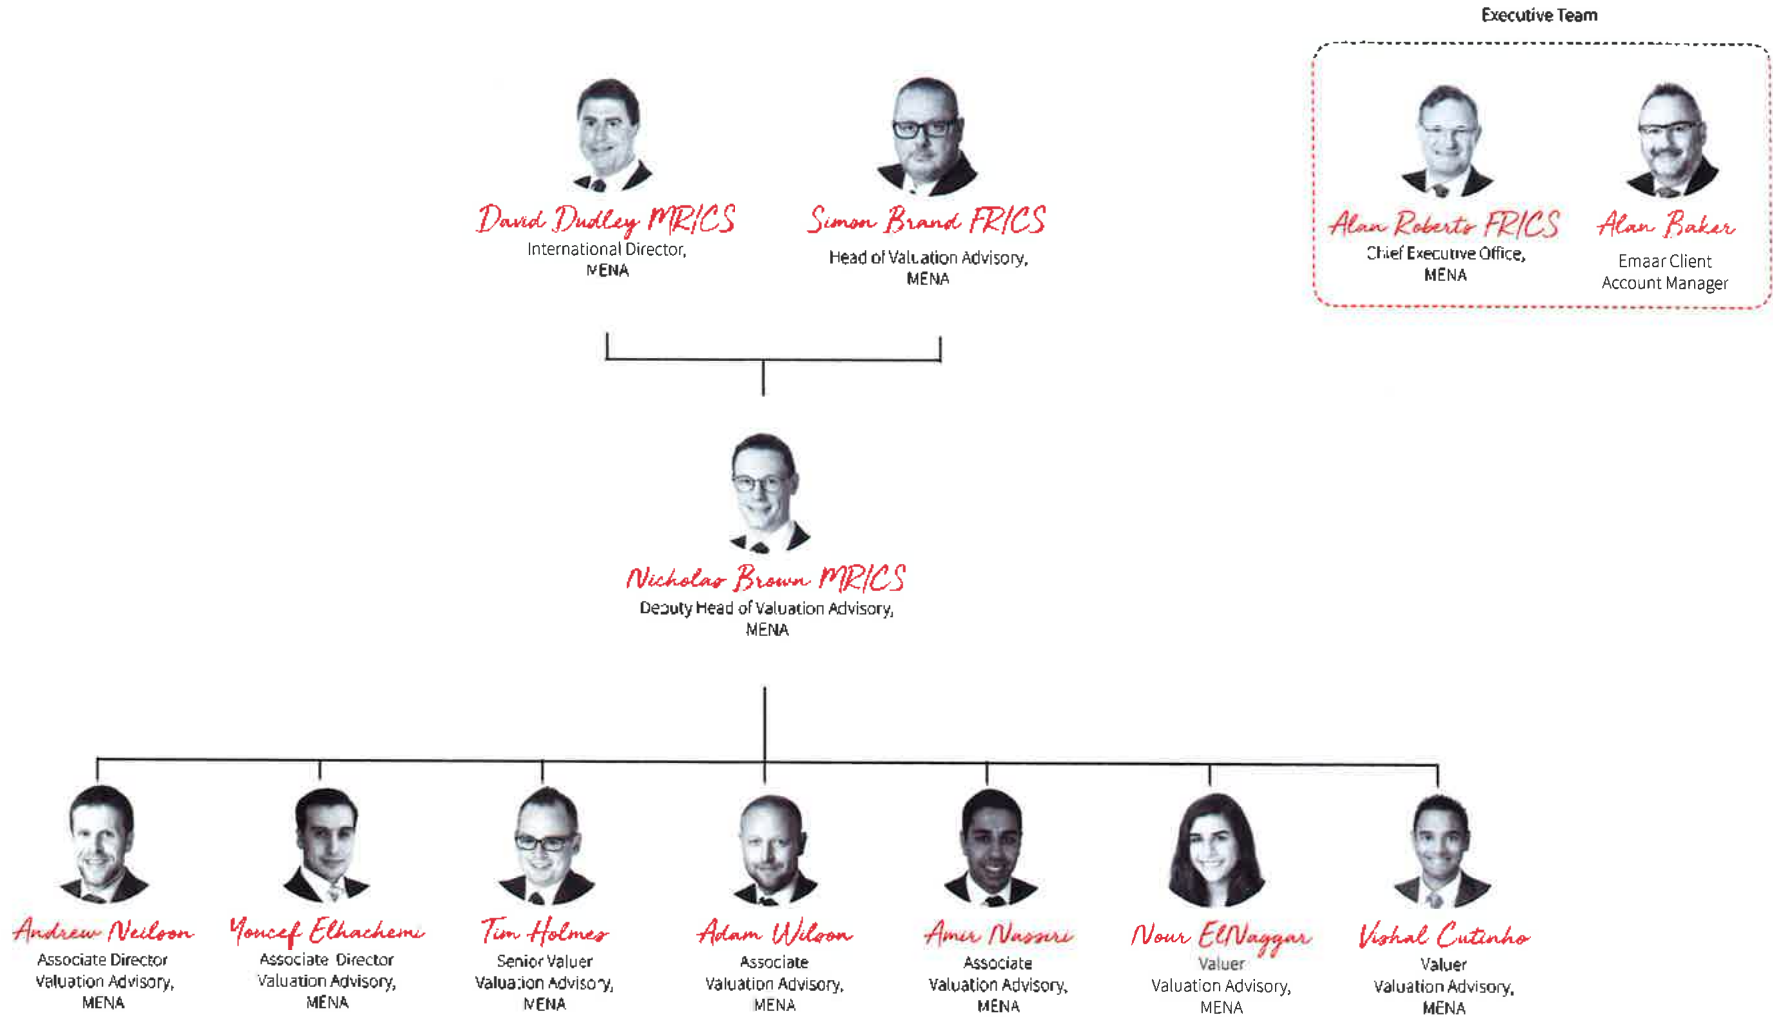 Executive Team
David Dudley MRICS
International Director,
MENA
Simon Brand FRICS
Head of Valuation Advisory,
MENA
Alan Roberts FRICS
Chief Executive Office,
MENA
Alan Baker
Emaar Client
Account Manager
Nicholas Brown MRICS
Deputy Head of Valuation Advisory,
MENA
Andrew Neilson
Associate Director
Valuation Advisory,
MENA
Youcef Elhachemi
Associate Director
Valuation Advisory,
MENA
Tim Holmes
Senior Valuer
Valuation Advisory,
MENA
Adam Wilson
Associate
Valuation Advisory,
MENA
Amir Nassiri
Associate
Valuation Advisory,
MENA
Nour ElNaggar
Valuer
Valuation Advisory,
MENA
Vishal Cutinho
Valuer
Valuation Advisory,
MENA